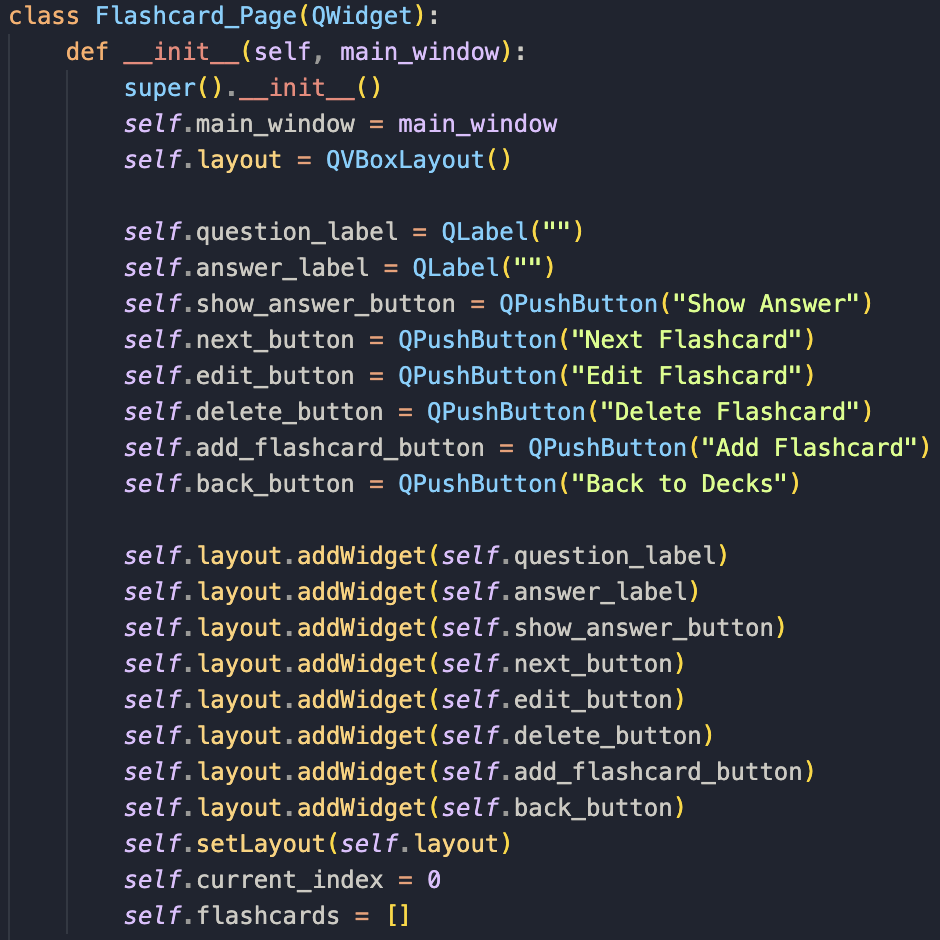 class Flashcard_Page(QWidget):
    def __init__(self, main_window):
        super().__init__()
        self.main_window = main_window
        self.layout = QVBoxLayout()

        self.question_label = QLabel("")
        self.answer_label = QLabel("")
        self.show_answer_button = QPushButton("Show Answer")
        self.next_button = QPushButton("Next Flashcard")
        self.edit_button = QPushButton("Edit Flashcard")
        self.delete_button = QPushButton("Delete Flashcard")
        self.add_flashcard_button = QPushButton("Add Flashcard")
        self.back_button = QPushButton("Back to Decks")

        self.layout.addWidget(self.question_label)
        self.layout.addWidget(self.answer_label)
        self.layout.addWidget(self.show_answer_button)
        self.layout.addWidget(self.next_button)
        self.layout.addWidget(self.edit_button)
        self.layout.addWidget(self.delete_button)
        self.layout.addWidget(self.add_flashcard_button)
        self.layout.addWidget(self.back_button)
        self.setLayout(self.layout)
        self.current_index = 0
        self.flashcards = []